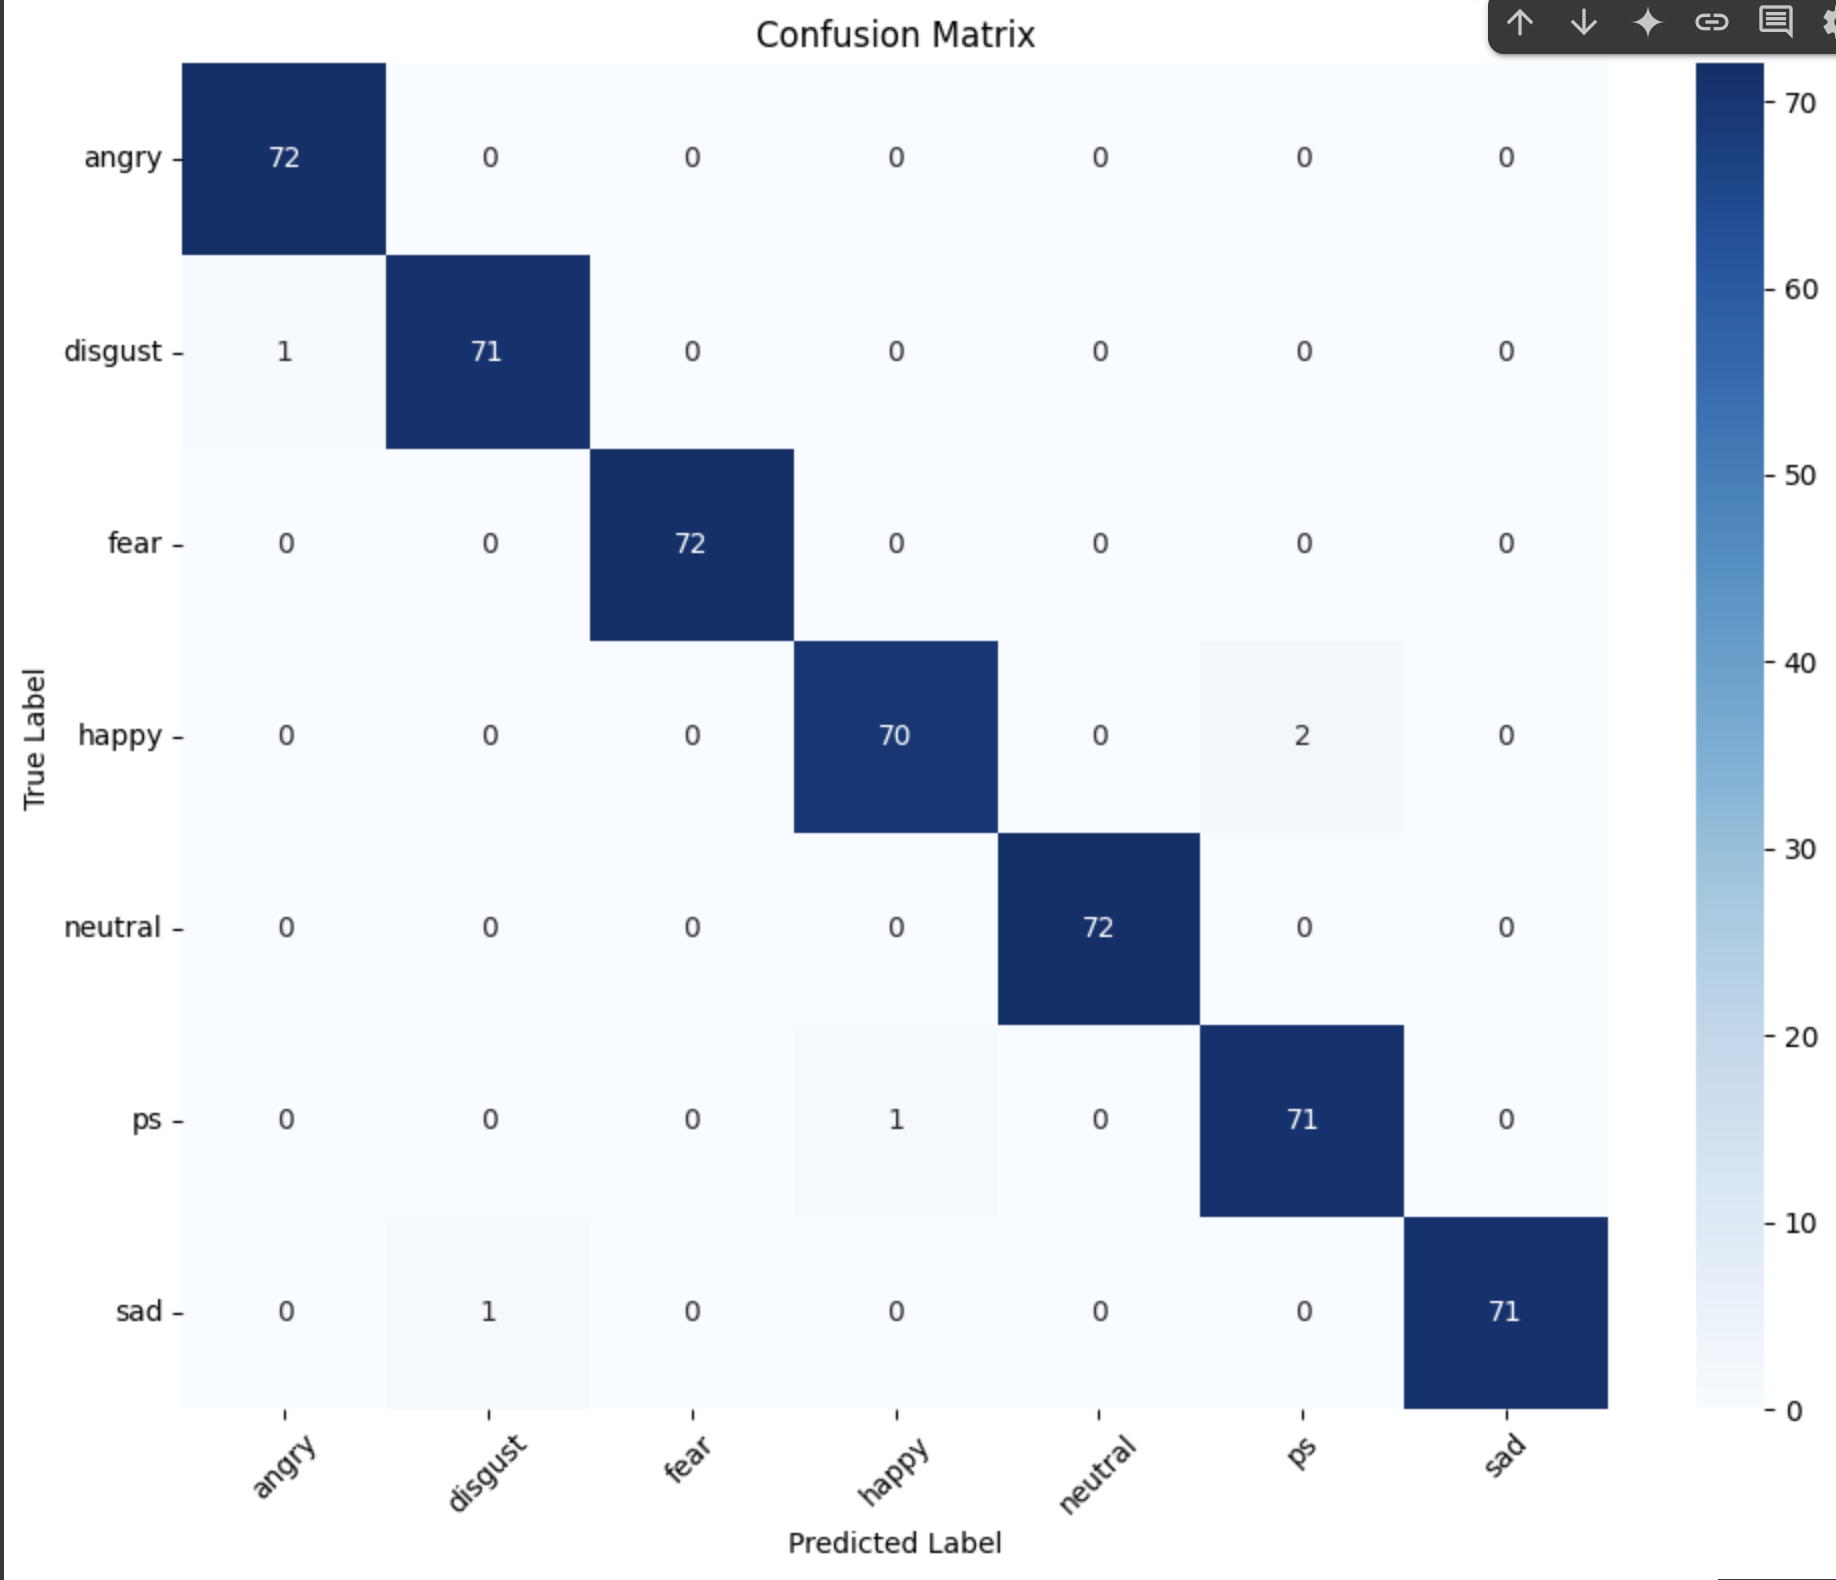 Confusion Matrix
angry 72 0 0 0 0 0 0
disgust 1 71 0 0 0 0 0
fear 0 0 72 0 0 0 0
happy 0 0 0 70 0 2 0
neutral 0 0 0 0 72 0 0
ps 0 0 0 1 0 71 0
sad 0 1 0 0 0 0 71
True Label
angry disgust fear happy neutral ps sad
Predicted Label
70
60
50
40
30
20
10
0